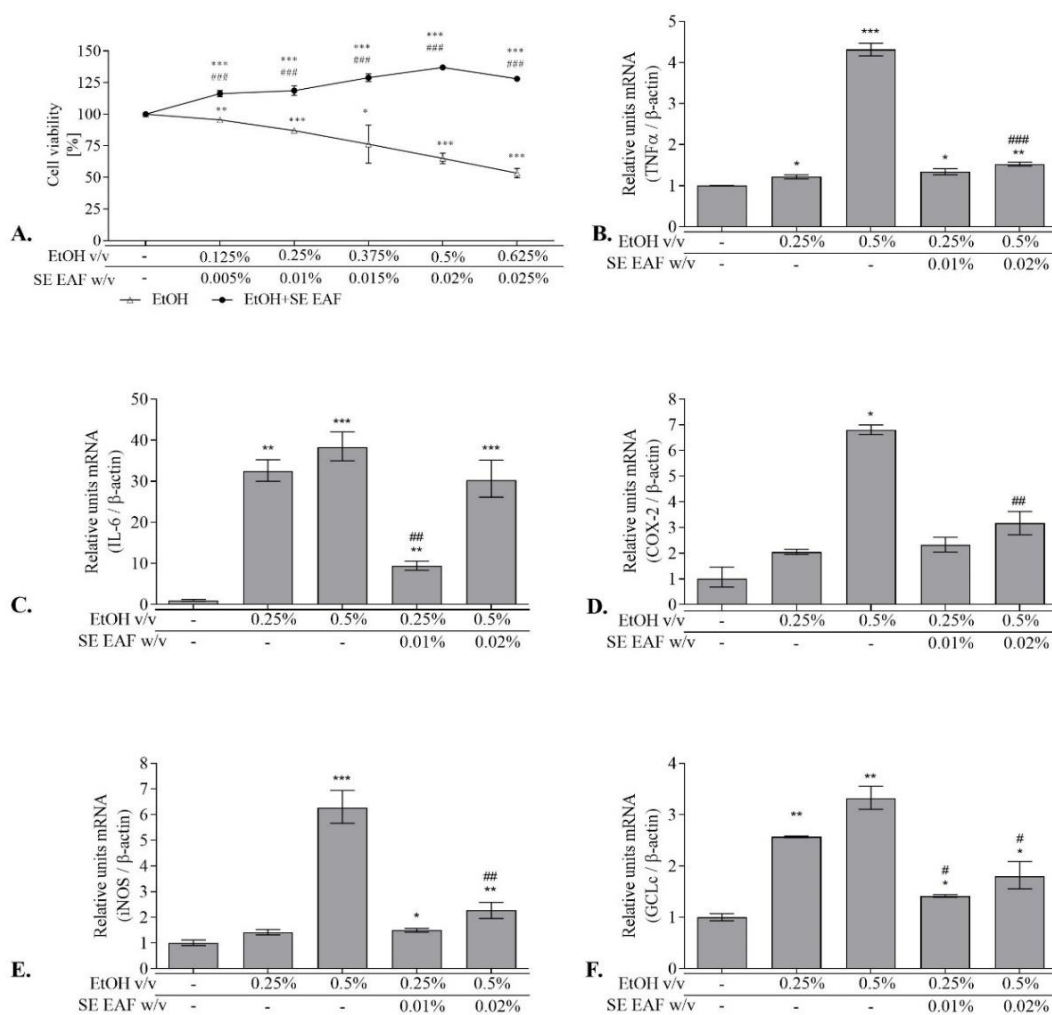 *** *** *** *** ***
### ### ### ### ###
** *** * *** ***
150
125
100
75
50
25
0
Cell viability
[%]
A.
EtOH v/v - 0.125% 0.25% 0.375% 0.5% 0.625%
SE EAF w/v - 0.005% 0.01% 0.015% 0.02% 0.025%
EtOH EtOH+SE EAF
5
4
3
2
1
0
Relative units mRNA
(TNFα / β-actin)
* *** * ### **
B.
EtOH v/v - 0.25% 0.5% 0.25% 0.5%
SE EAF w/v - - - 0.01% 0.02%
50
40
30
20
10
0
Relative units mRNA
(IL-6 / β-actin)
** *** ## ** ***
C.
EtOH v/v - 0.25% 0.5% 0.25% 0.5%
SE EAF w/v - - - 0.01% 0.02%
8
7
6
5
4
3
2
1
0
Relative units mRNA
(COX-2 / β-actin)
* ##
D.
EtOH v/v - 0.25% 0.5% 0.25% 0.5%
SE EAF w/v - - - 0.01% 0.02%
8
7
6
5
4
3
2
1
0
Relative units mRNA
(iNOS / β-actin)
*** * ## **
E.
EtOH v/v - 0.25% 0.5% 0.25% 0.5%
SE EAF w/v - - - 0.01% 0.02%
4
3
2
1
0
Relative units mRNA
(GCLc / β-actin)
** ** # * # *
F.
EtOH v/v - 0.25% 0.5% 0.25% 0.5%
SE EAF w/v - - - 0.01% 0.02%